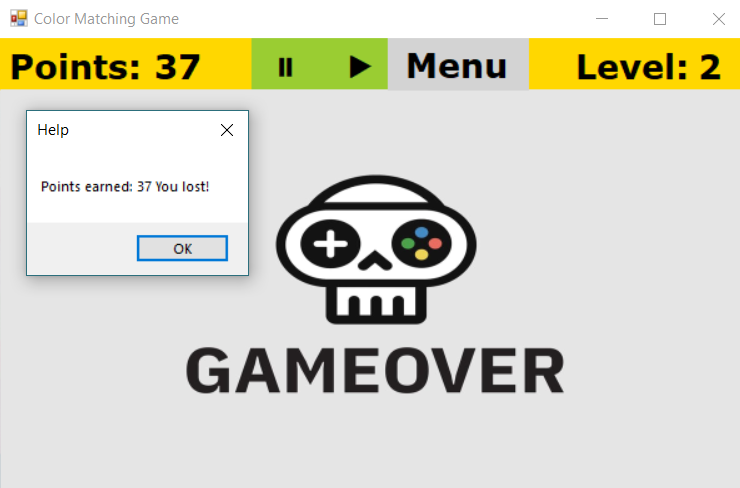 Color Matching Game
Points: 37
Menu
Level: 2
Help
Points earned: 37 You lost!
OK
GAMEOVER